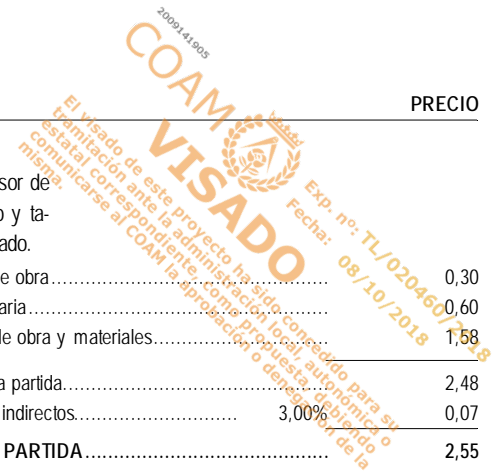 2009141905
COAM
VISADO
El visado de este proyecto ha sido concedido para su
tramitación ante la administración local, autonómica o
estatal correspondiente, como propuesta, debiendo
comunicarse al COAM la aprobación o denegación de la
misma.
Exp. nº: TL/020460/2018
Fecha: 08/10/2018
PRECIO
sor de
o y ta-
ado.
e obra.................................................................. 0,30
aria.................................................................. 0,60
de obra y materiales......................................... 1,58
a partida............................................................... 2,48
indirectos...................................... 3,00% 0,07
PARTIDA............................................................ 2,55